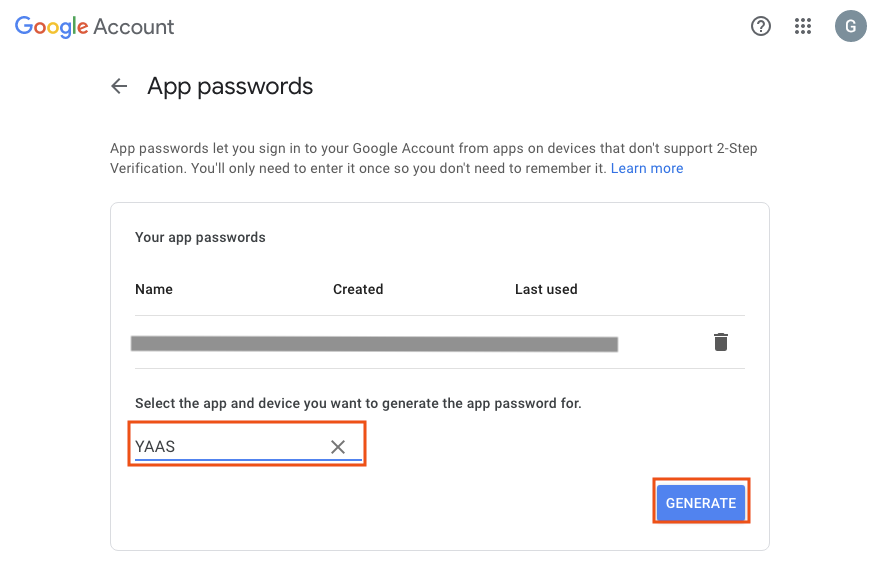 Google Account
G
App passwords
App passwords let you sign in to your Google Account from apps on devices that don't support 2-Step
Verification. You'll only need to enter it once so you don't need to remember it. Learn more
Your app passwords
Name Created Last used
Select the app and device you want to generate the app password for.
YAAS
GENERATE